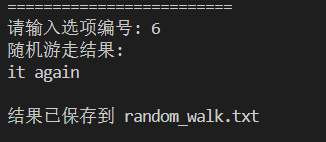 ==========================
请输入选项编号: 6
随机游走结果:
it again
结果已保存到 random_walk.txt